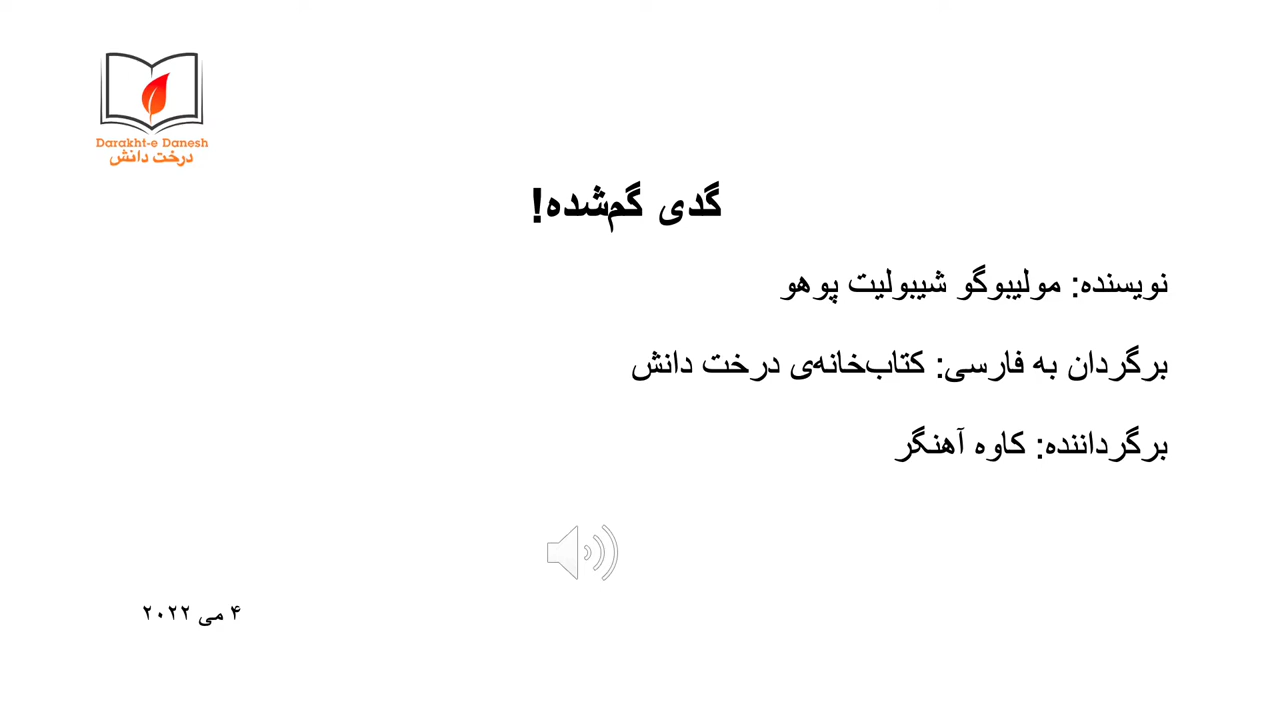 Darakht-e Danesh
درخت دانش
گدی گم‌شده!
نویسنده: مولیبوگو شیبولیت پوهو
برگردان به فارسی: کتاب‌خانه‌ی درخت دانش
برگرداننده: کاوه آهنگر
۴ می ۲۰۲۲